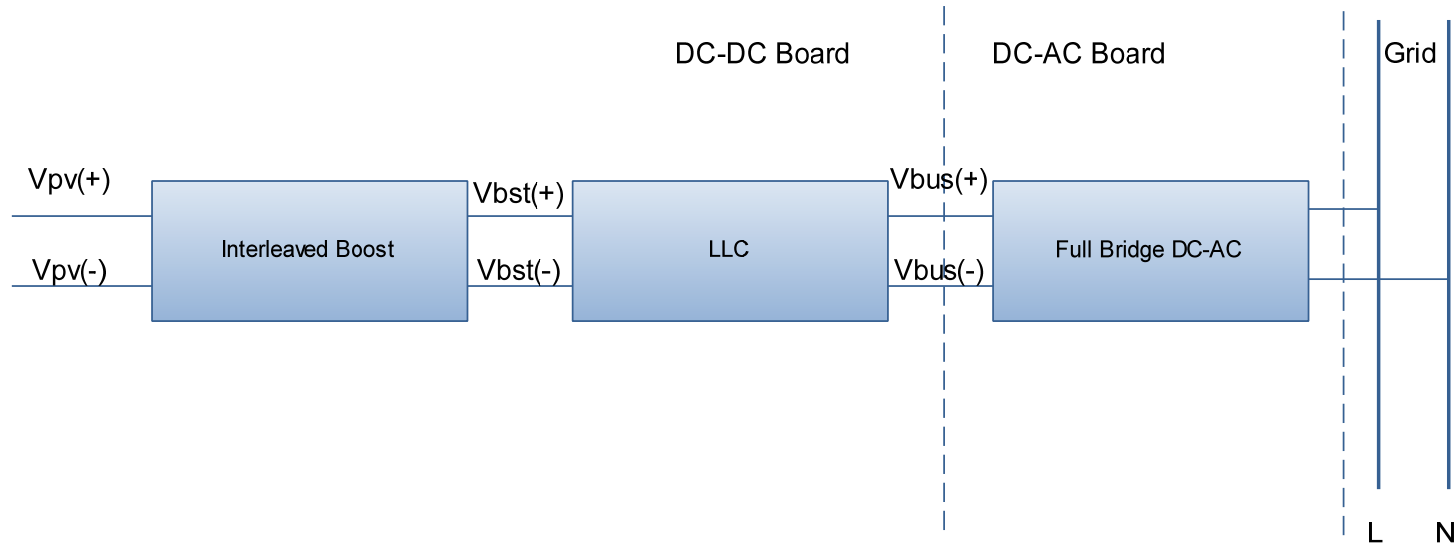 DC-DC Board
DC-AC Board
Grid
Vpv(+)
Vbst(+)
Vbus(+)
Interleaved Boost
LLC
Full Bridge DC-AC
Vpv(-)
Vbst(-)
Vbus(-)
L
N